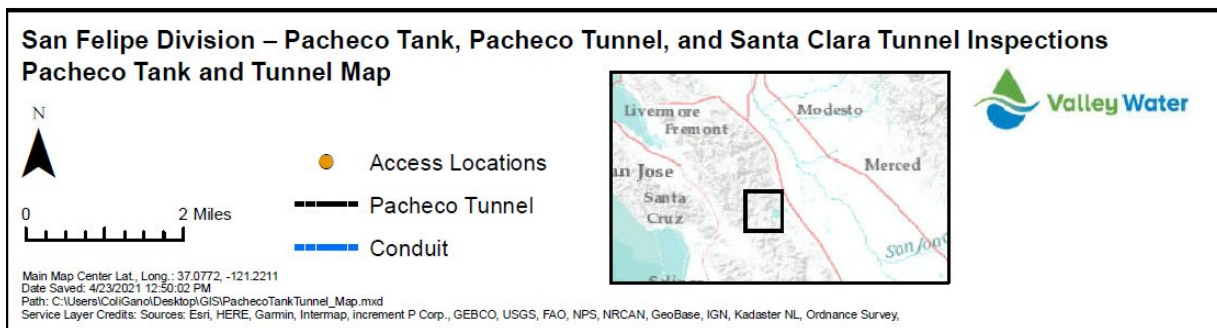 San Felipe Division – Pacheco Tank, Pacheco Tunnel, and Santa Clara Tunnel Inspections
Pacheco Tank and Tunnel Map
N
0 2 Miles
Access Locations
Pacheco Tunnel
Conduit
Livermore
Fremont
Modesto
Merced
an Jose
Santa
Cruz
San Joaq
Valley Water
Main Map Center Lat., Long.: 37.0772, -121.2211
Date Saved: 4/23/2021 12:50:02 PM
Path: C:\Users\ColiGano\Desktop\GIS\PachecoTankTunnel_Map.mxd
Service Layer Credits: Sources: Esri, HERE, Garmin, Intermap, increment P Corp., GEBCO, USGS, FAO, NPS, NRCAN, GeoBase, IGN, Kadaster NL, Ordnance Survey,